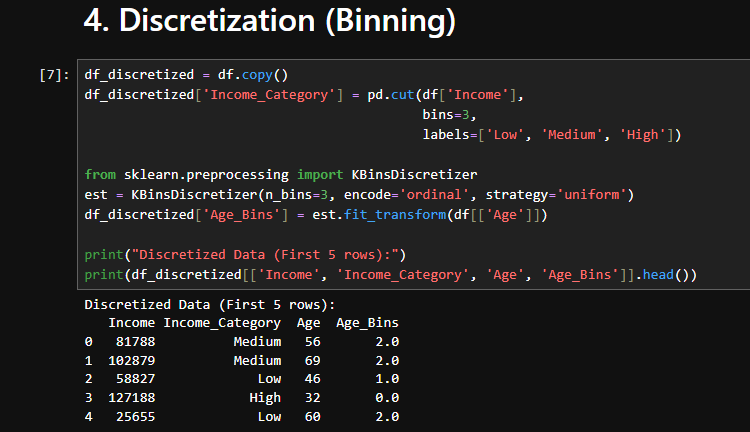 4. Discretization (Binning)
[7]: df_discretized = df.copy()
df_discretized['Income_Category'] = pd.cut(df['Income'],
bins=3,
labels=['Low', 'Medium', 'High'])
from sklearn.preprocessing import KBinsDiscretizer
est = KBinsDiscretizer(n_bins=3, encode='ordinal', strategy='uniform')
df_discretized['Age_Bins'] = est.fit_transform(df[['Age']])
print("Discretized Data (First 5 rows):")
print(df_discretized[['Income', 'Income_Category', 'Age', 'Age_Bins']].head())
Discretized Data (First 5 rows):
Income Income_Category Age Age_Bins
0 81788 Medium 56 2.0
1 102879 Medium 69 2.0
2 58827 Low 46 1.0
3 127188 High 32 0.0
4 25655 Low 60 2.0